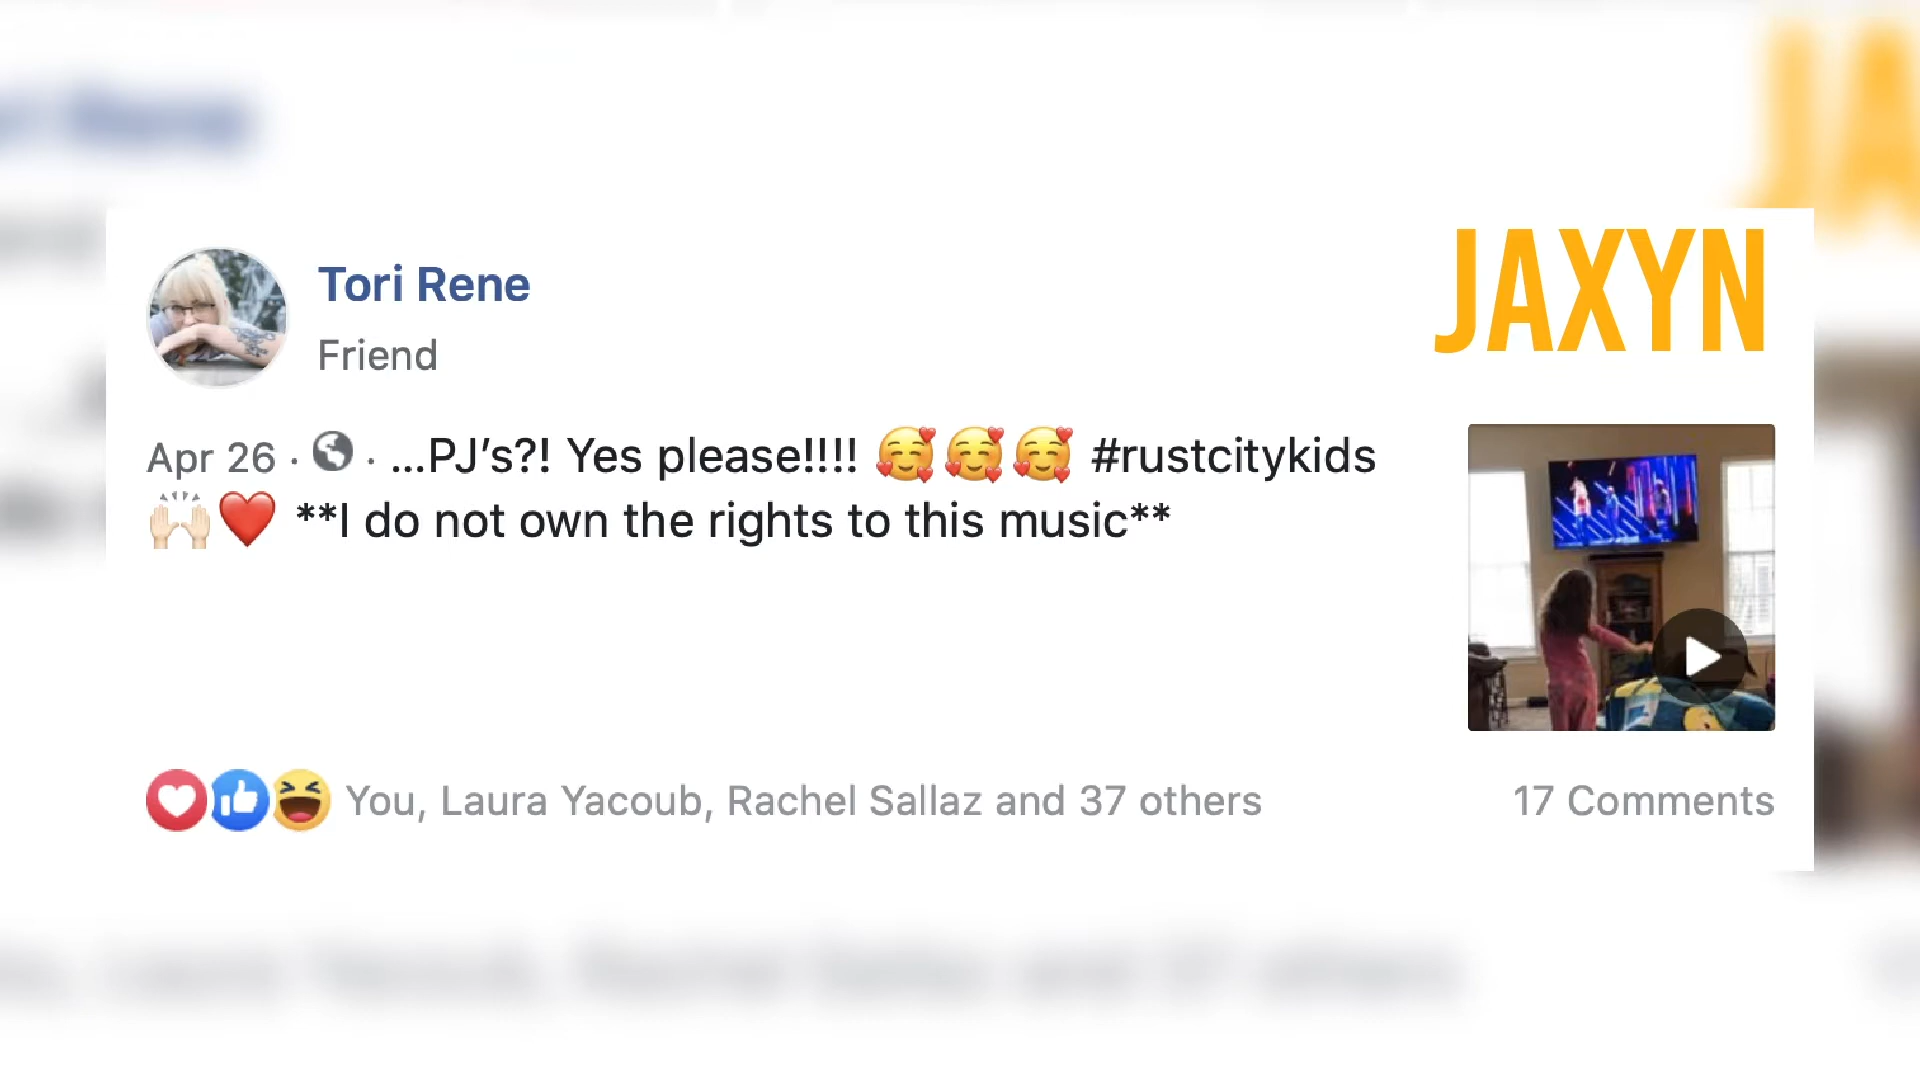 Tori Rene
Friend
JAXYN
Apr 26 · · ...PJ’s?! Yes please!!!! 🥰🥰🥰 #rustcitykids
🙌🏻❤️ **I do not own the rights to this music**
You, Laura Yacoub, Rachel Sallaz and 37 others
17 Comments